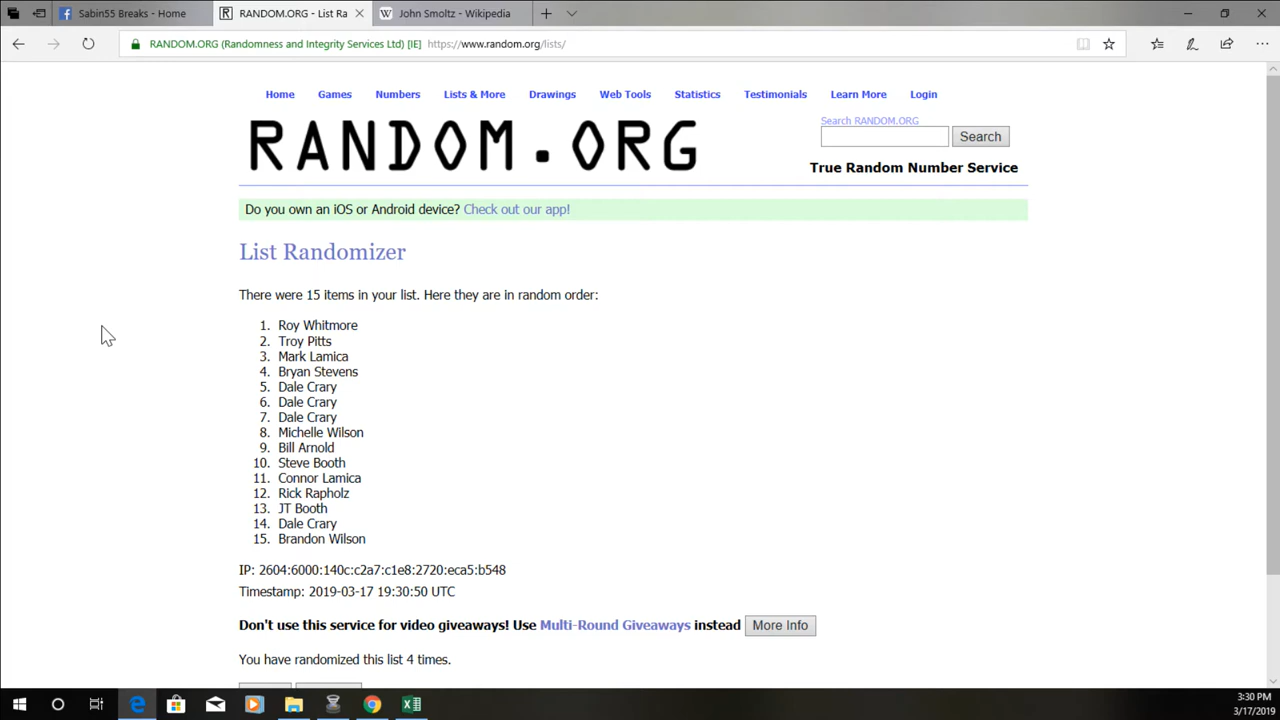 Sabin55 Breaks - Home
RANDOM.ORG - List Ra
John Smoltz - Wikipedia
RANDOM.ORG (Randomness and Integrity Services Ltd) [IE] https://www.random.org/lists/
Home Games Numbers Lists & More Drawings Web Tools Statistics Testimonials Learn More Login
RANDOM.ORG
Search RANDOM.ORG
Search
True Random Number Service
Do you own an iOS or Android device? Check out our app!
List Randomizer
There were 15 items in your list. Here they are in random order:
1. Roy Whitmore
2. Troy Pitts
3. Mark Lamica
4. Bryan Stevens
5. Dale Crary
6. Dale Crary
7. Dale Crary
8. Michelle Wilson
9. Bill Arnold
10. Steve Booth
11. Connor Lamica
12. Rick Rapholz
13. JT Booth
14. Dale Crary
15. Brandon Wilson
IP: 2604:6000:140c:c2a7:c1e8:2720:eca5:b548
Timestamp: 2019-03-17 19:30:50 UTC
Don't use this service for video giveaways! Use Multi-Round Giveaways instead More Info
You have randomized this list 4 times.
3:30 PM
3/17/2019